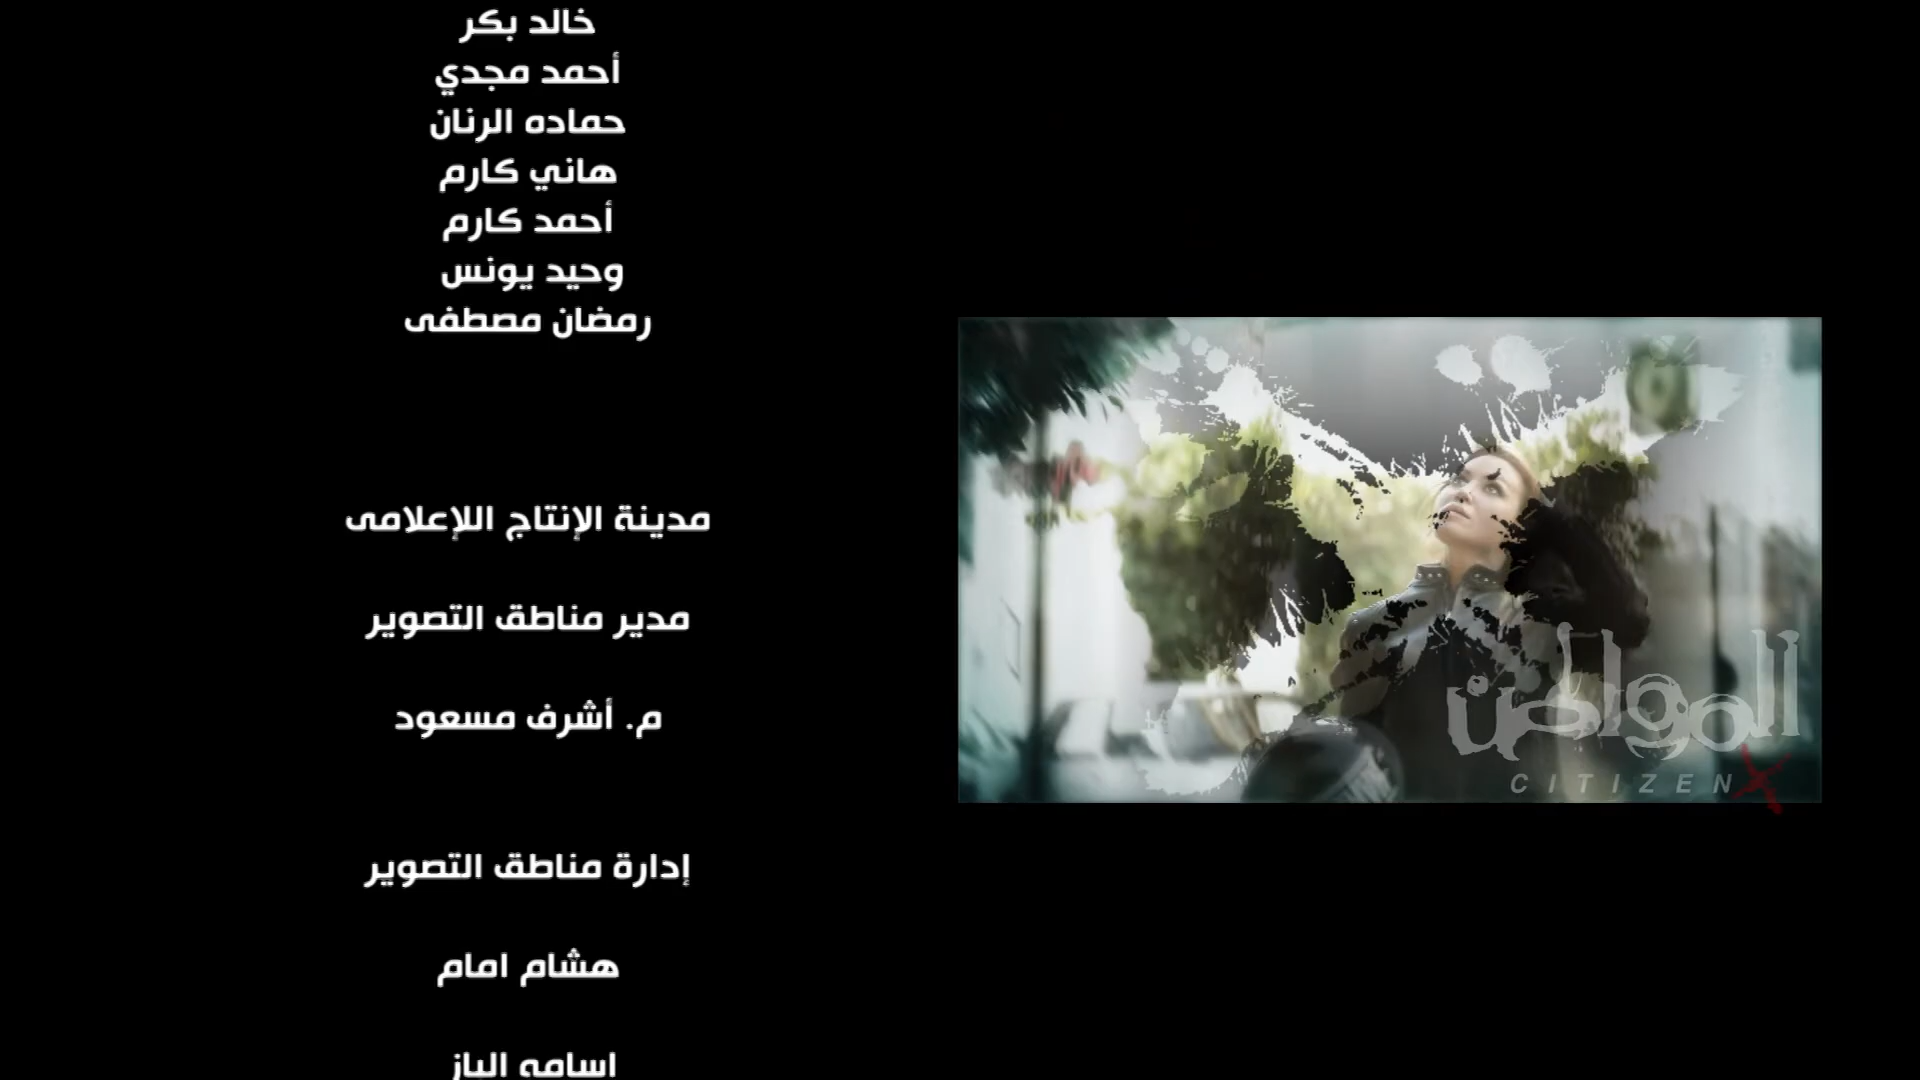 خالد بكر
أحمد مجدي
حماده الرنان
هاني كارم
أحمد كارم
وحيد يونس
رمضان مصطفى
مدينة الإنتاج اللإعلامى
مدير مناطق التصوير
م. أشرف مسعود
إدارة مناطق التصوير
هشام امام
اسامه الباز
المواطن
CITIZEN X